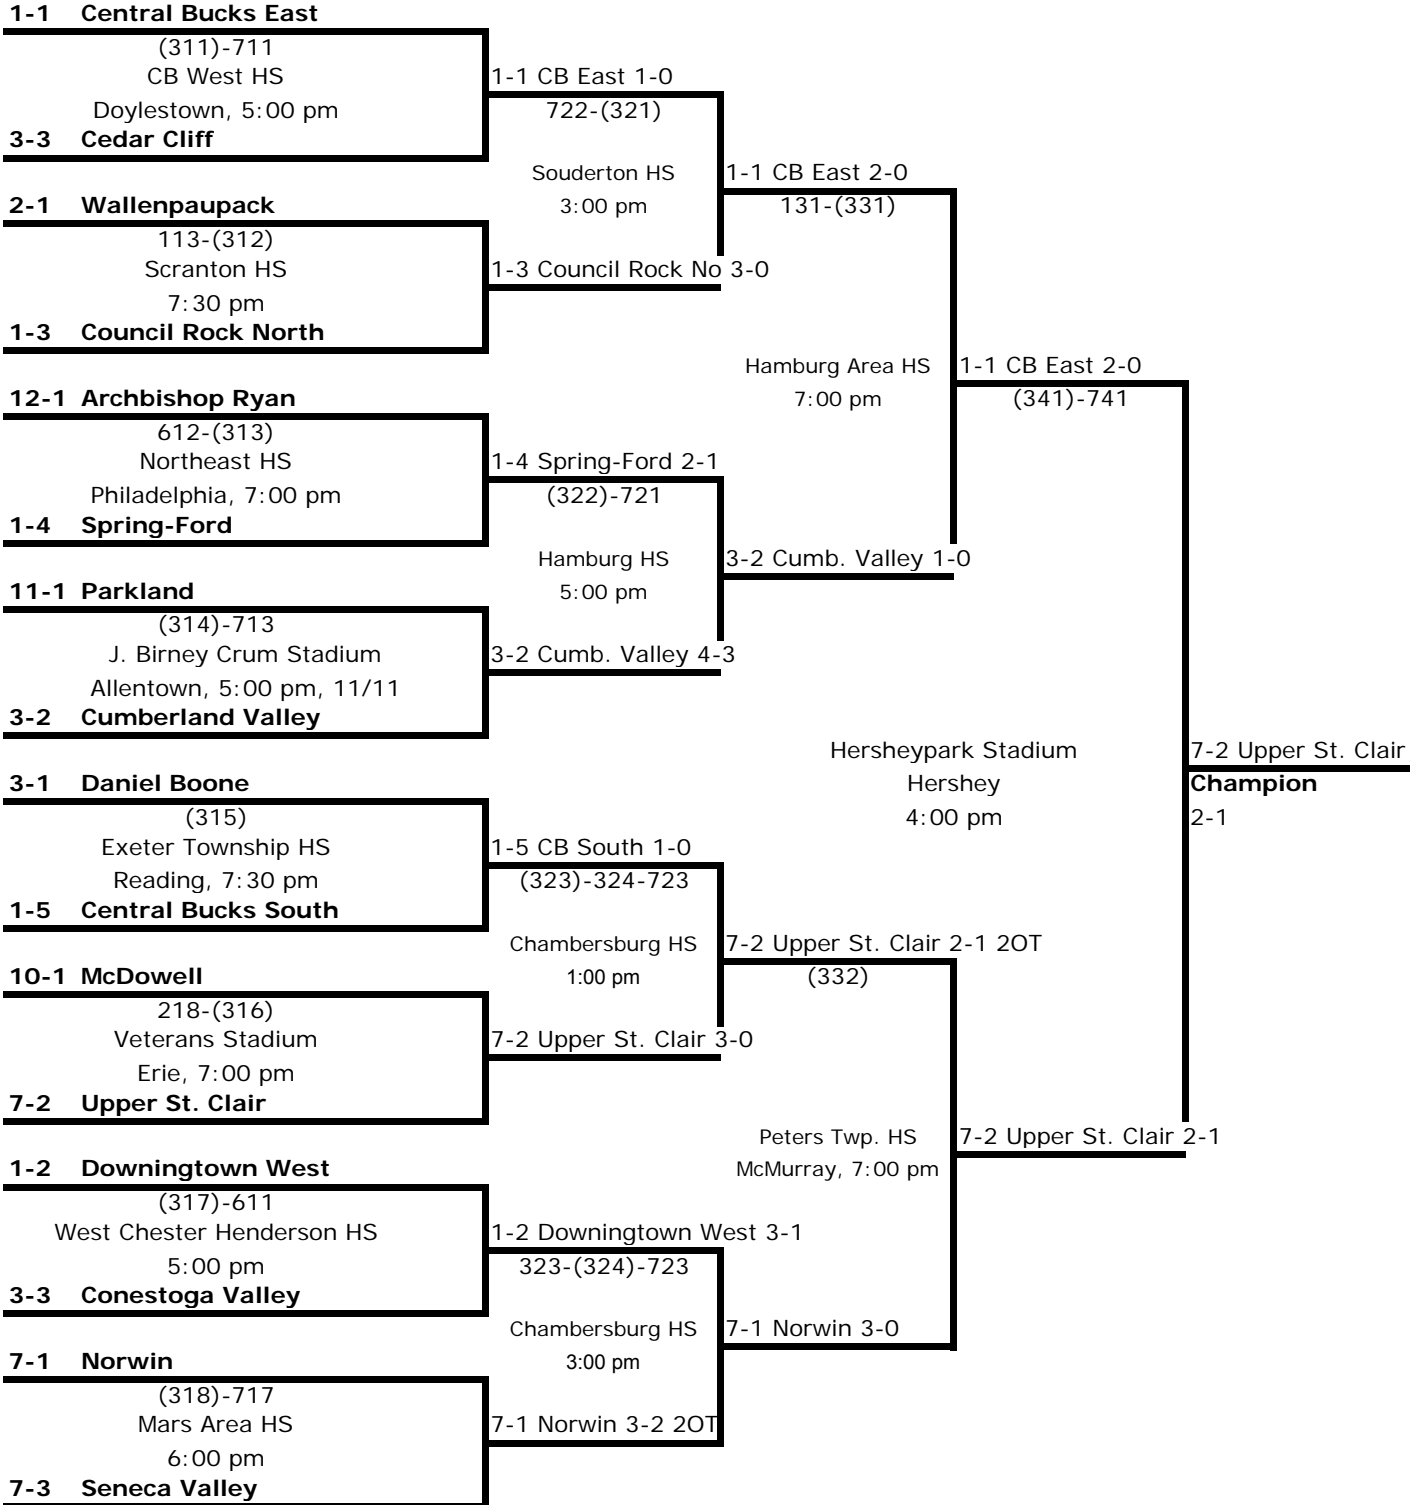 1-1 Central Bucks East
(311)-711
CB West HS
Doylestown, 5:00 pm
3-3 Cedar Cliff
2-1 Wallenpaupack
113-(312)
Scranton HS
7:30 pm
1-3 Council Rock North
12-1 Archbishop Ryan
612-(313)
Northeast HS
Philadelphia, 7:00 pm
1-4 Spring-Ford
11-1 Parkland
(314)-713
J. Birney Crum Stadium
Allentown, 5:00 pm, 11/11
3-2 Cumberland Valley
3-1 Daniel Boone
(315)
Exeter Township HS
Reading, 7:30 pm
1-5 Central Bucks South
10-1 McDowell
218-(316)
Veterans Stadium
Erie, 7:00 pm
7-2 Upper St. Clair
1-2 Downingtown West
(317)-611
West Chester Henderson HS
5:00 pm
3-3 Conestoga Valley
7-1 Norwin
(318)-717
Mars Area HS
6:00 pm
7-3 Seneca Valley
1-1 CB East 1-0
722-(321)
Souderton HS
3:00 pm
1-3 Council Rock No 3-0
1-4 Spring-Ford 2-1
(322)-721
Hamburg HS
5:00 pm
3-2 Cumb. Valley 4-3
1-5 CB South 1-0
(323)-324-723
Chambersburg HS
1:00 pm
7-2 Upper St. Clair 3-0
1-2 Downingtown West 3-1
323-(324)-723
Chambersburg HS
3:00 pm
7-1 Norwin 3-2 2OT
1-1 CB East 2-0
131-(331)
Hamburg Area HS
7:00 pm
3-2 Cumb. Valley 1-0
7-2 Upper St. Clair 2-1 2OT
(332)
Peters Twp. HS
McMurray, 7:00 pm
7-1 Norwin 3-0
1-1 CB East 2-0
(341)-741
Hersheypark Stadium
Hershey
4:00 pm
7-2 Upper St. Clair 2-1
7-2 Upper St. Clair
Champion
2-1